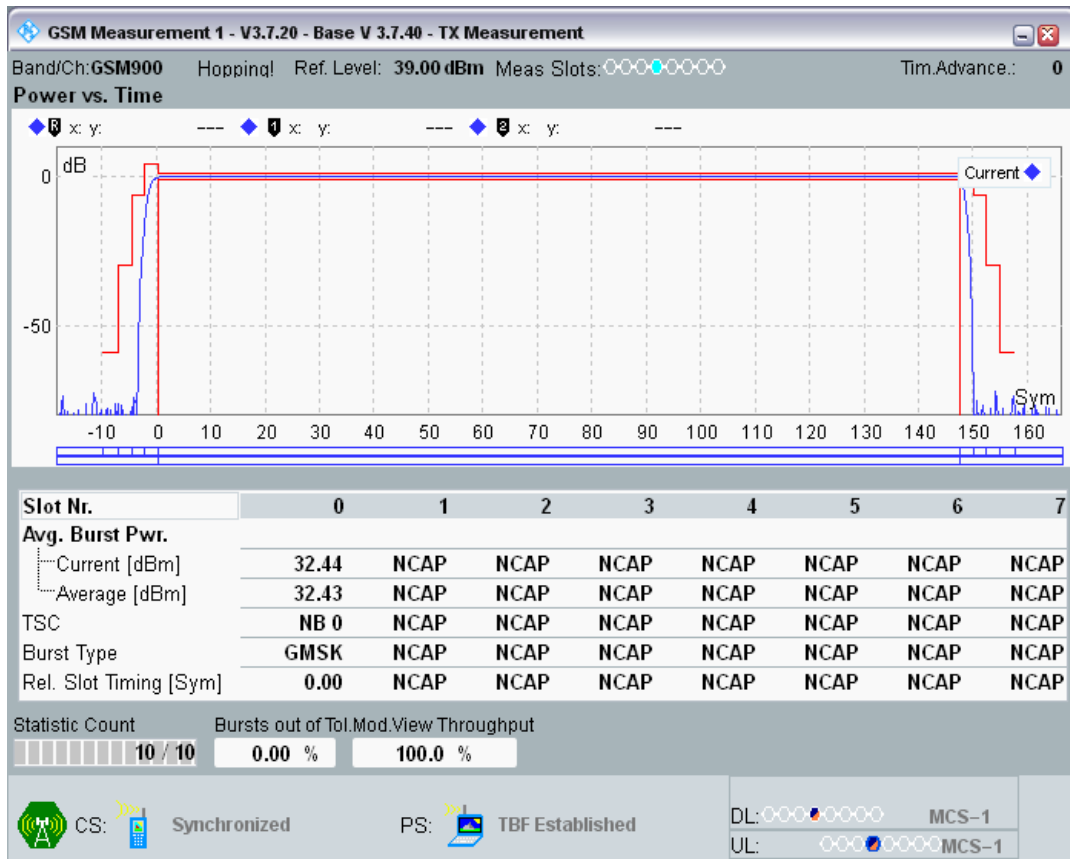 GSM Measurement 1 - V3.7.20 - Base V 3.7.40 - TX Measurement
Band/Ch:GSM900 Hopping! Ref. Level: 39.00 dBm Meas Slots: Tim.Advance.: 0
Power vs. Time
R x: y: --- 1 x: y: --- 2 x: y: ---
dB
Current
0
-50
Sym
-10 0 10 20 30 40 50 60 70 80 90 100 110 120 130 140 150 160
Slot Nr. 0 1 2 3 4 5 6 7
Avg. Burst Pwr.
Current [dBm] 32.44 NCAP NCAP NCAP NCAP NCAP NCAP NCAP
Average [dBm] 32.43 NCAP NCAP NCAP NCAP NCAP NCAP NCAP
TSC NB 0 NCAP NCAP NCAP NCAP NCAP NCAP NCAP
Burst Type GMSK NCAP NCAP NCAP NCAP NCAP NCAP NCAP
Rel. Slot Timing [Sym] 0.00 NCAP NCAP NCAP NCAP NCAP NCAP NCAP
Statistic Count Bursts out of Tol.Mod.View Throughput
10 / 10 0.00 % 100.0 %
CS: Synchronized PS: TBF Established
DL: MCS-1
UL: MCS-1